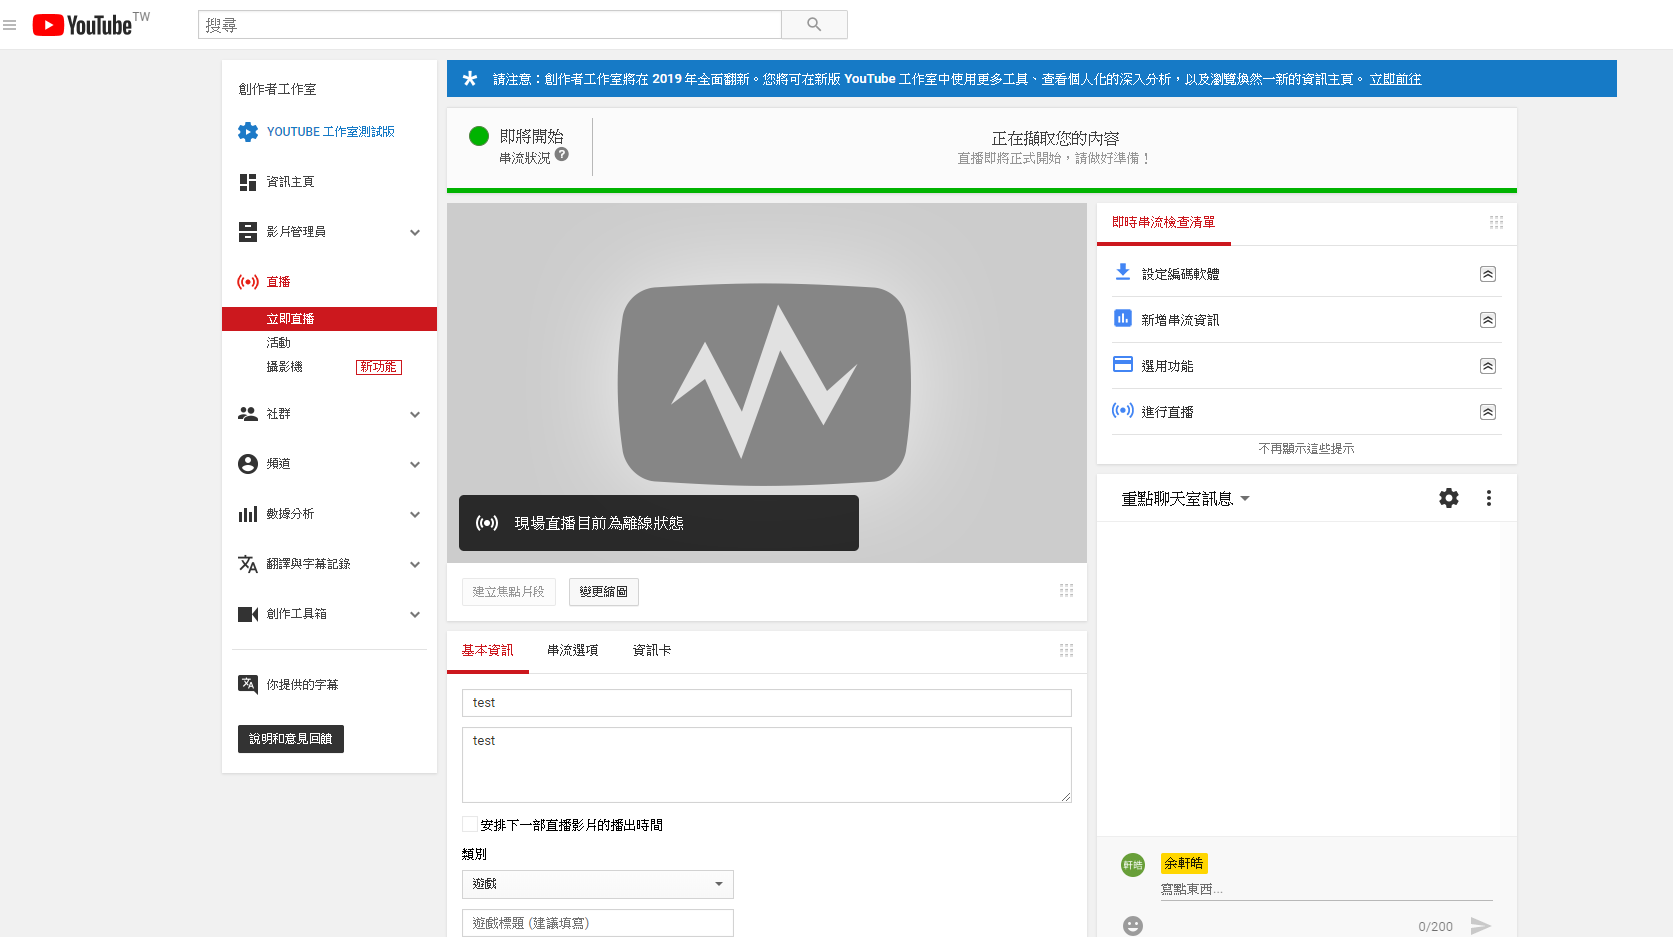 YouTube TW
搜尋
創作者工作室
YOUTUBE 工作室測試版
資訊主頁
影片管理員
直播
立即直播
活動
攝影機 新功能
社群
頻道
數據分析
翻譯與字幕記錄
創作工具箱
你提供的字幕
說明和意見回饋
請注意：創作者工作室將在 2019 年全面翻新。您將可在新版 YouTube 工作室中使用更多工具、查看個人化的深入分析，以及瀏覽煥然一新的資訊主頁。 立即前往
即將開始
串流狀況 ?
正在擷取您的內容
直播即將正式開始，請做好準備！
現場直播目前為離線狀態
建立焦點片段 變更縮圖
基本資訊 串流選項 資訊卡
test
test
安排下一部直播影片的播出時間
類別
遊戲
遊戲標題 (建議填寫)
即時串流檢查清單
設定編碼軟體
新增串流資訊
選用功能
進行直播
不再顯示這些提示
重點聊天室訊息
軒皓 余軒皓
寫點東西...
0/200